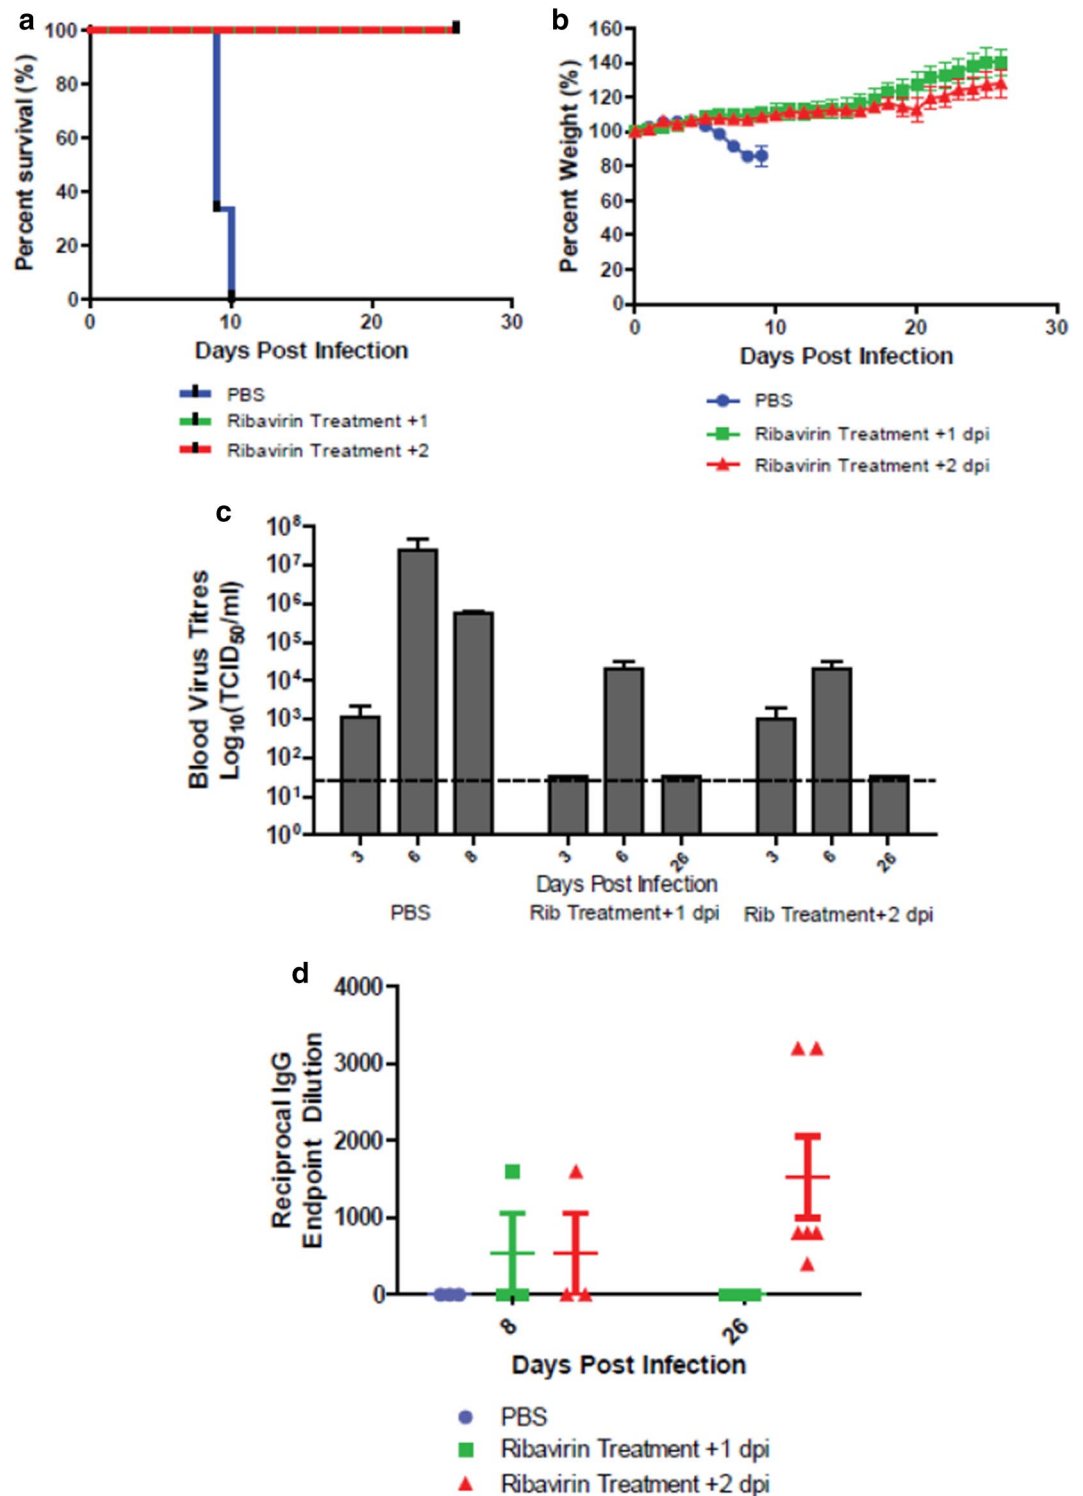 a
Percent survival (%)
100
80
60
40
20
0
0 10 20 30
Days Post Infection
PBS
Ribavirin Treatment +1
Ribavirin Treatment +2
b
Percent Weight (%)
160
140
120
100
80
60
40
20
0
0 10 20 30
Days Post Infection
PBS
Ribavirin Treatment +1 dpi
Ribavirin Treatment +2 dpi
c
Blood Virus Titres
Log₁₀(TCID₅₀/ml)
10⁸
10⁷
10⁶
10⁵
10⁴
10³
10²
10¹
10⁰
3 6 8 3 6 26 3 6 26
Days Post Infection
PBS Rib Treatment+1 dpi Rib Treatment+2 dpi
d
Reciprocal IgG
Endpoint Dilution
4000
3000
2000
1000
0
8 26
Days Post Infection
PBS
Ribavirin Treatment +1 dpi
Ribavirin Treatment +2 dpi